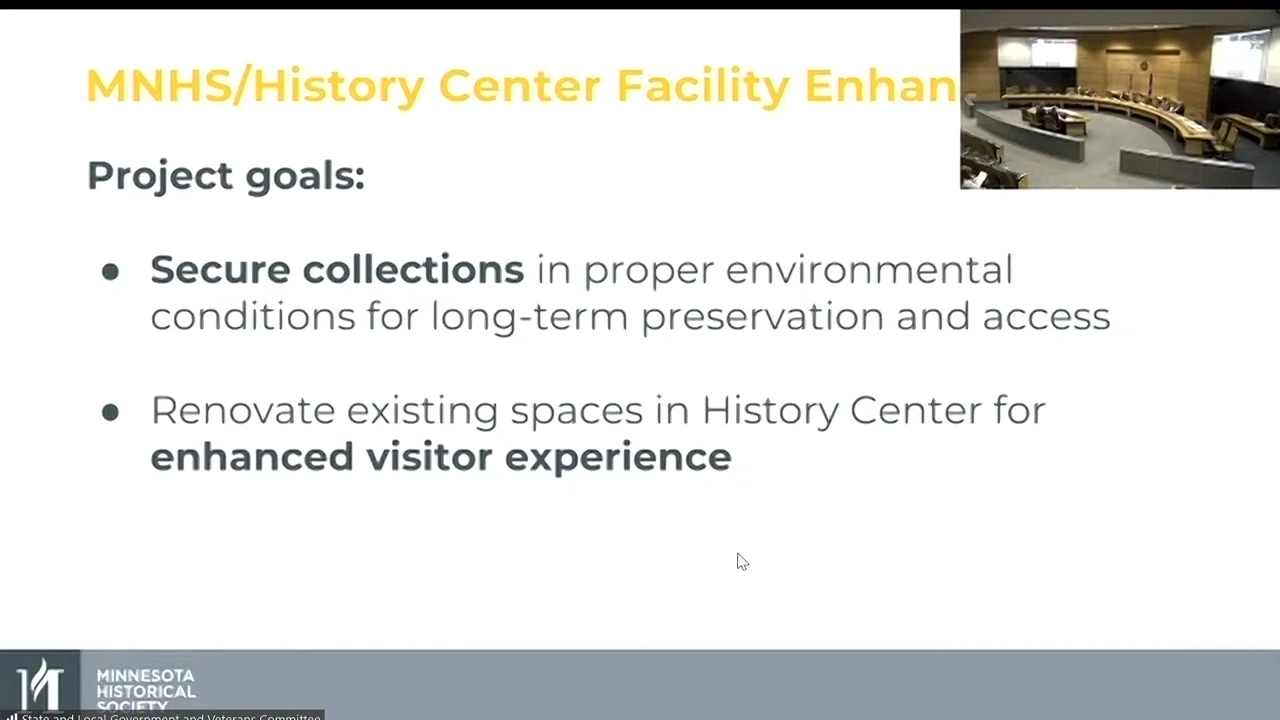 MNHS/History Center Facility Enhan
Project goals:
● Secure collections in proper environmental
conditions for long-term preservation and access
● Renovate existing spaces in History Center for
enhanced visitor experience
MINNESOTA
HISTORICAL
SOCIETY
State and Local Government and Veterans Committee